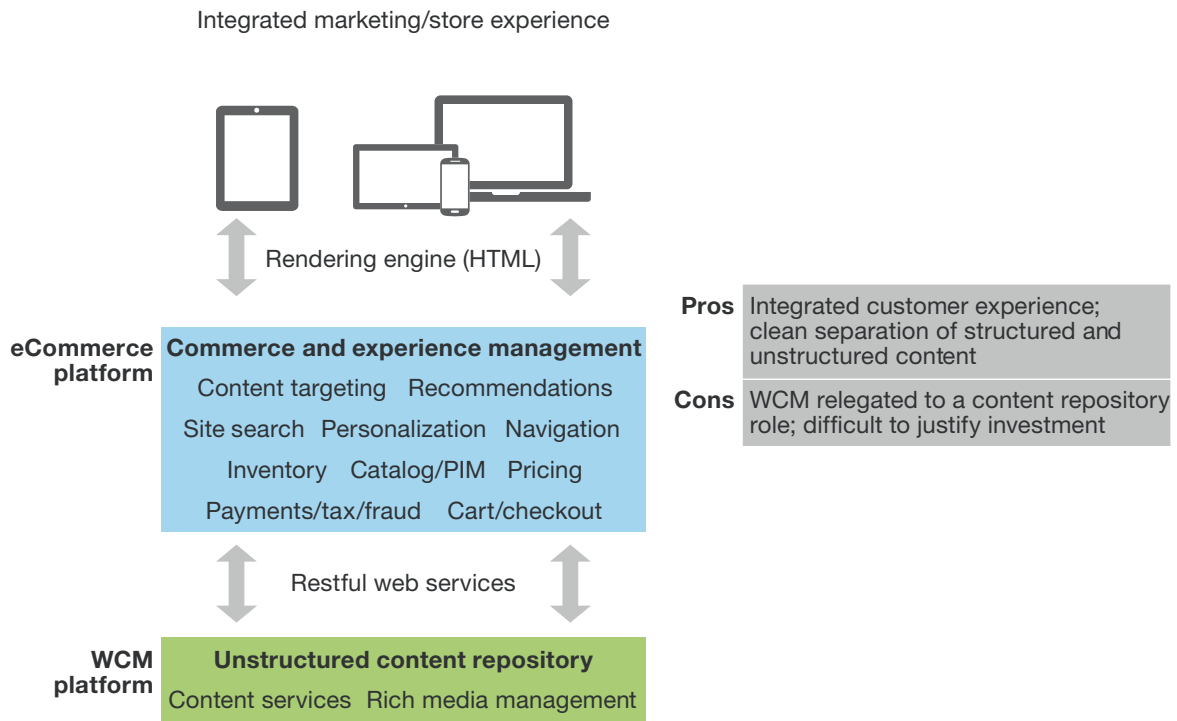 Integrated marketing/store experience
Rendering engine (HTML)
eCommerce
platform
Commerce and experience management
Content targeting Recommendations
Site search Personalization Navigation
Inventory Catalog/PIM Pricing
Payments/tax/fraud Cart/checkout
Pros
Integrated customer experience;
clean separation of structured and
unstructured content
Cons
WCM relegated to a content repository
role; difficult to justify investment
Restful web services
WCM
platform
Unstructured content repository
Content services Rich media management